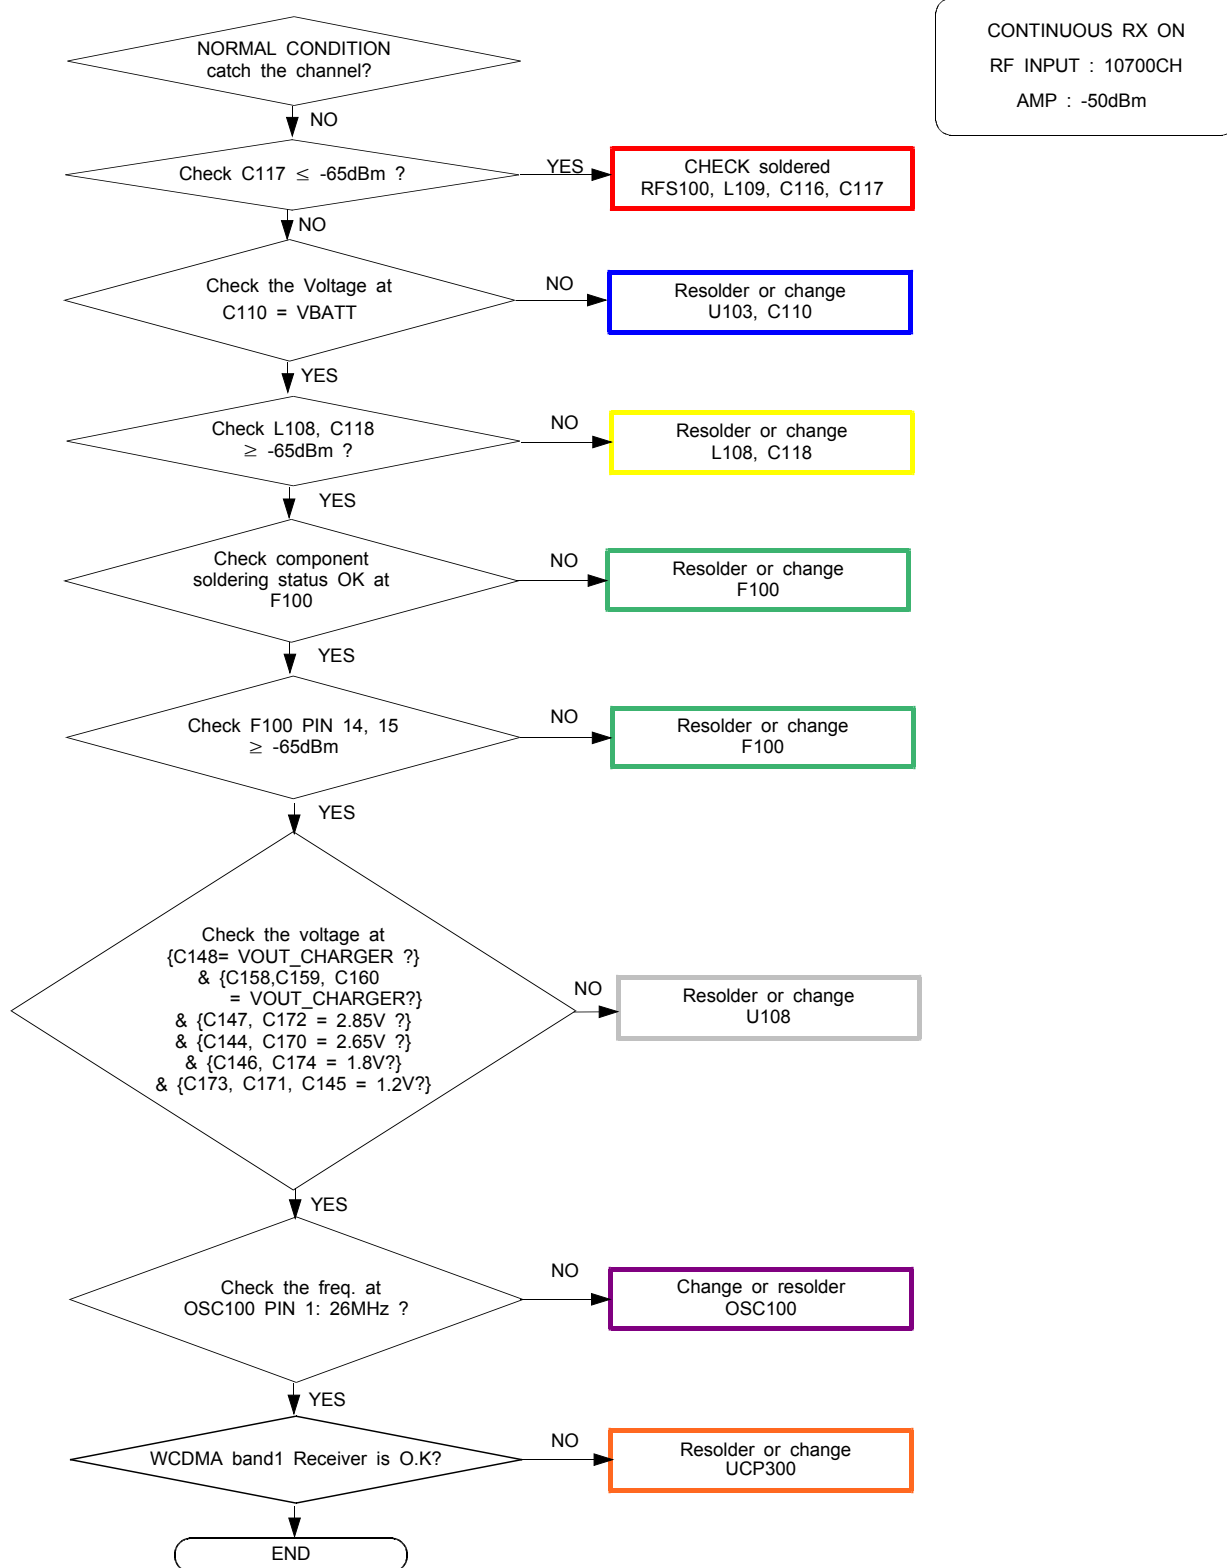 NORMAL CONDITION
catch the channel?
CONTINUOUS RX ON
RF INPUT : 10700CH
AMP : -50dBm
NO
Check C117 ≤ -65dBm ?
YES
CHECK soldered
RFS100, L109, C116, C117
NO
Check the Voltage at
C110 = VBATT
NO
Resolder or change
U103, C110
YES
Check L108, C118
≥ -65dBm ?
NO
Resolder or change
L108, C118
YES
Check component
soldering status OK at
F100
NO
Resolder or change
F100
YES
Check F100 PIN 14, 15
≥ -65dBm
NO
Resolder or change
F100
YES
Check the voltage at
{C148= VOUT_CHARGER ?}
& {C158,C159, C160
= VOUT_CHARGER?}
& {C147, C172 = 2.85V ?}
& {C144, C170 = 2.65V ?}
& {C146, C174 = 1.8V?}
& {C173, C171, C145 = 1.2V?}
NO
Resolder or change
U108
YES
Check the freq. at
OSC100 PIN 1: 26MHz ?
NO
Change or resolder
OSC100
YES
WCDMA band1 Receiver is O.K?
NO
Resolder or change
UCP300
END